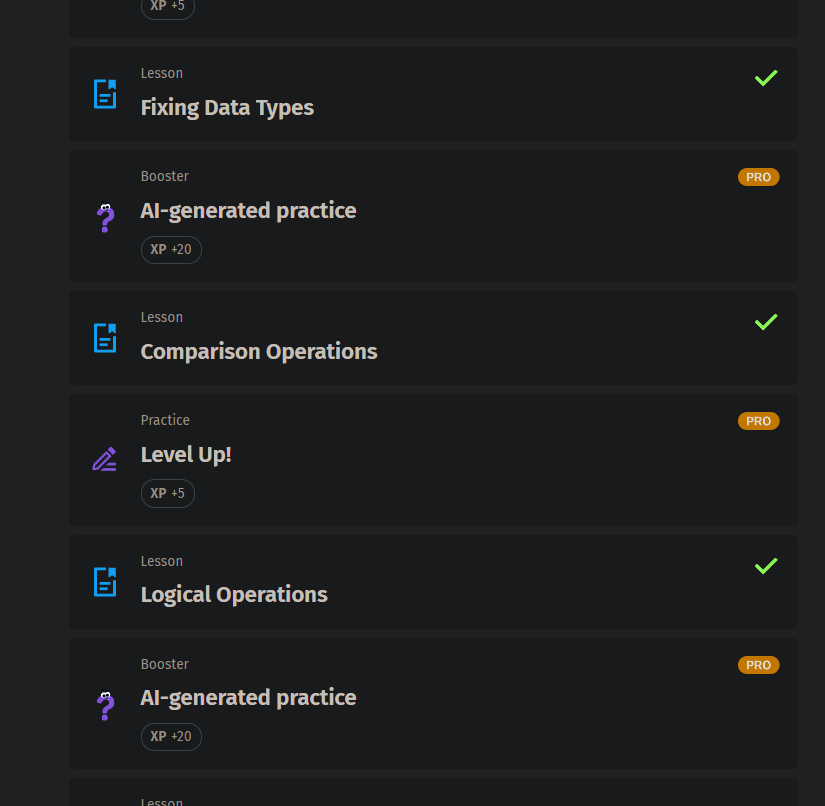 XP +5
Lesson
Fixing Data Types
Booster
PRO
AI-generated practice
XP +20
Lesson
Comparison Operations
Practice
PRO
Level Up!
XP +5
Lesson
Logical Operations
Booster
PRO
AI-generated practice
XP +20
Lesson